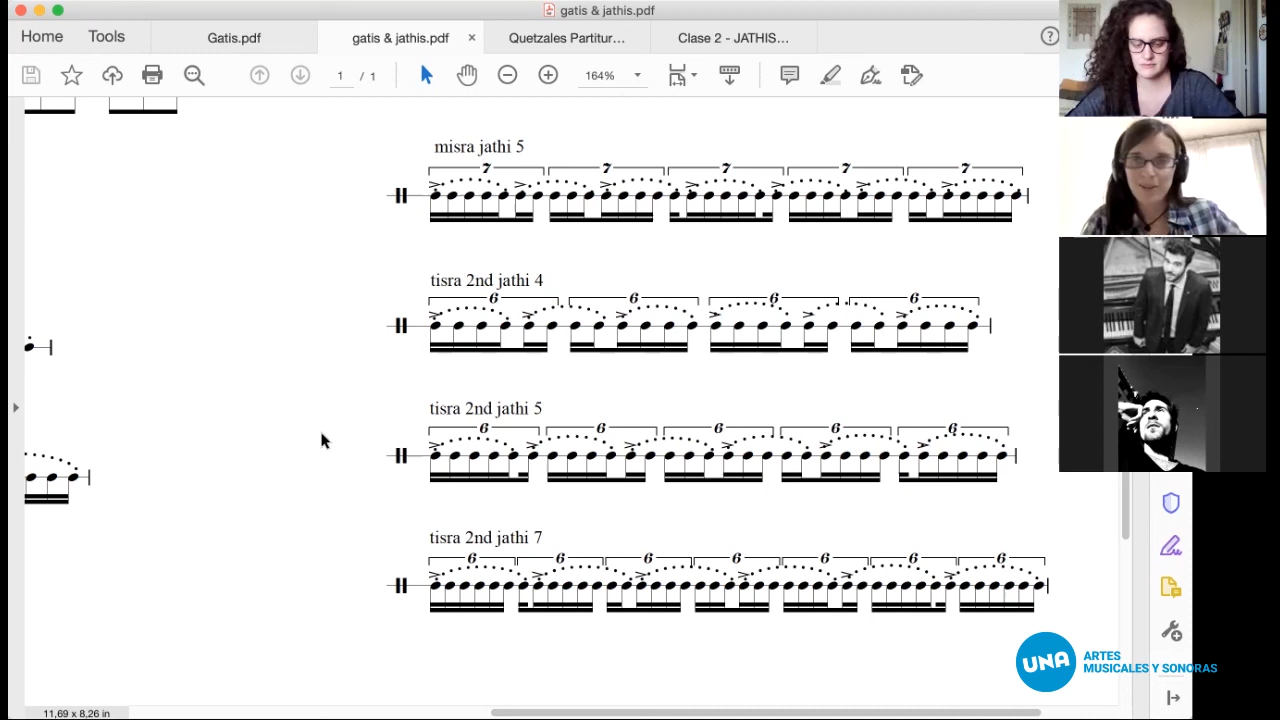 gatis & jathis.pdf
Home Tools Gatis.pdf gatis & jathis.pdf × Quetzales Partitur... Clase 2 - JATHIS...
1 / 1 164%
misra jathi 5
7 7 7 7 7
tisra 2nd jathi 4
6 6 6 6
tisra 2nd jathi 5
6 6 6 6 6
tisra 2nd jathi 7
6 6 6 6 6 6 6
UNA ARTES
MUSICALES Y SONORAS
11,69 x 8,26 in